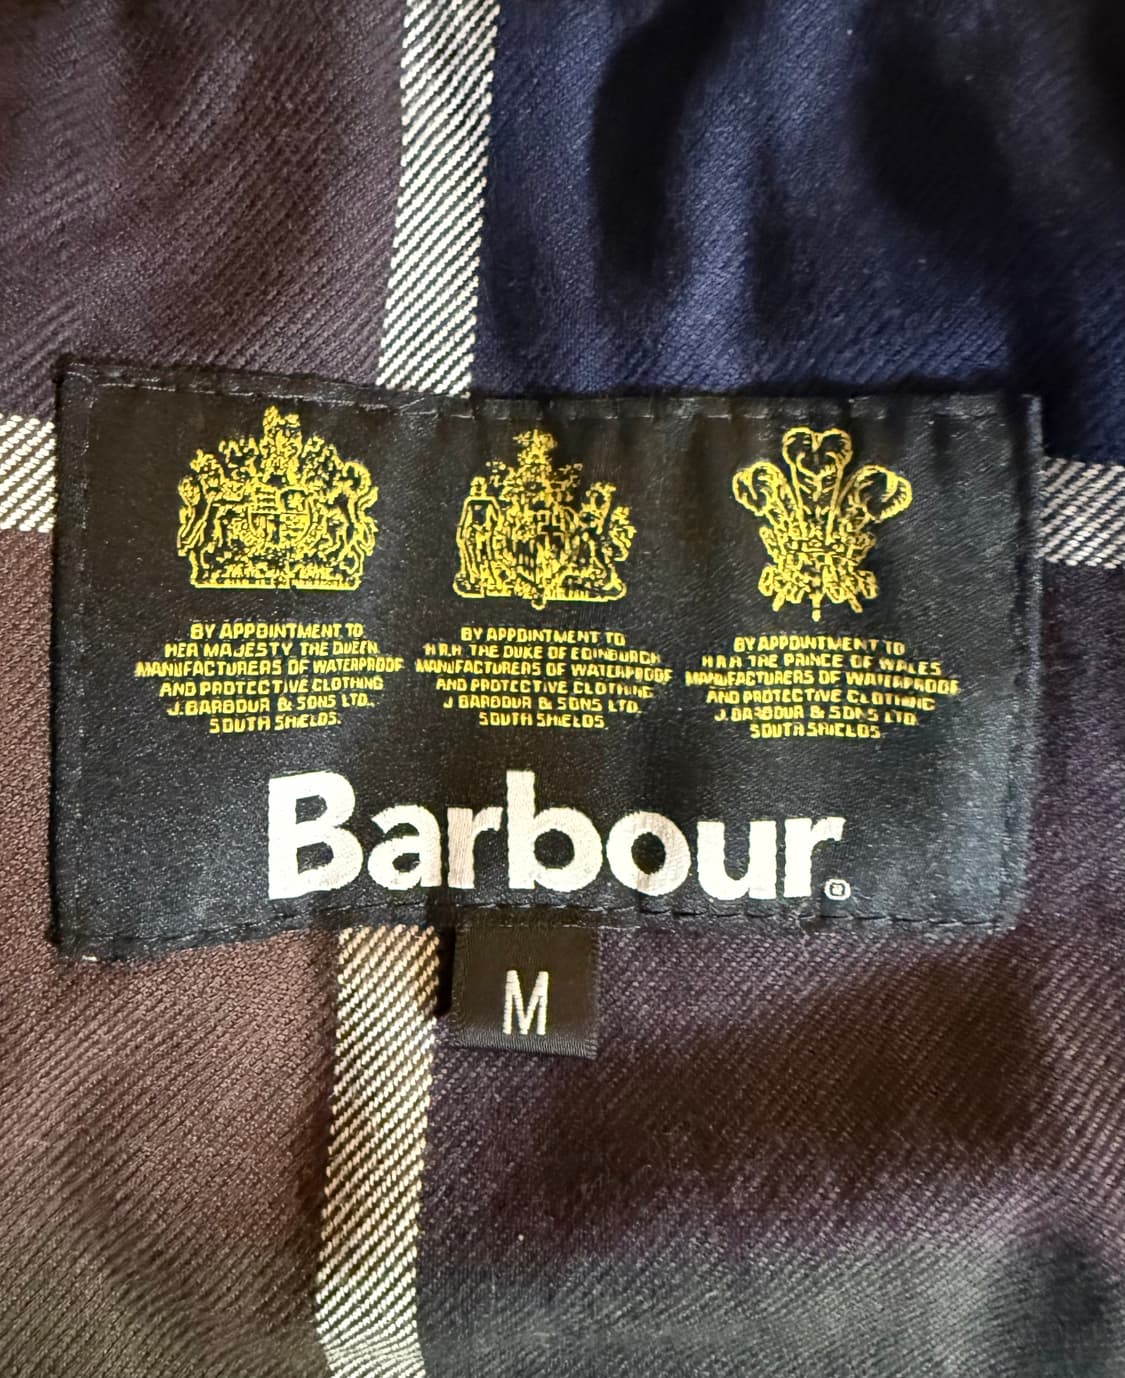 BY APPOINTMENT TO
HER MAJESTY THE QUEEN
MANUFACTURERS OF WATERPROOF
AND PROTECTIVE CLOTHING
J. BARBOUR & SONS LTD.
SOUTH SHIELDS.
BY APPOINTMENT TO
H.R.H. THE DUKE OF EDINBURGH
MANUFACTURERS OF WATERPROOF
AND PROTECTIVE CLOTHING
J. BARBOUR & SONS LTD.
SOUTH SHIELDS
BY APPOINTMENT TO
H.R.H. THE PRINCE OF WALES
MANUFACTURERS OF WATERPROOF
AND PROTECTIVE CLOTHING
J. BARBOUR & SONS LTD.
SOUTH SHIELDS
Barbour®
M